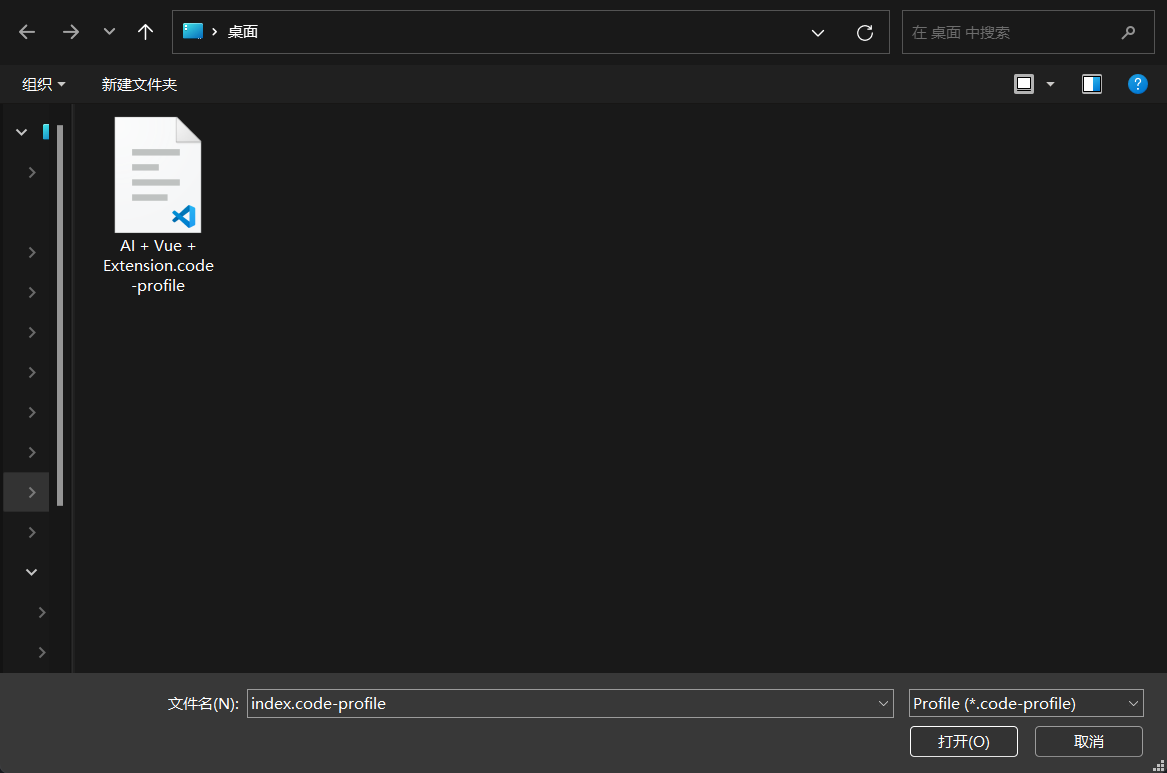 桌面
在 桌面 中搜索
组织
新建文件夹
?
AI + Vue +
Extension.code
-profile
文件名(N):
index.code-profile
Profile (*.code-profile)
打开(O)
取消